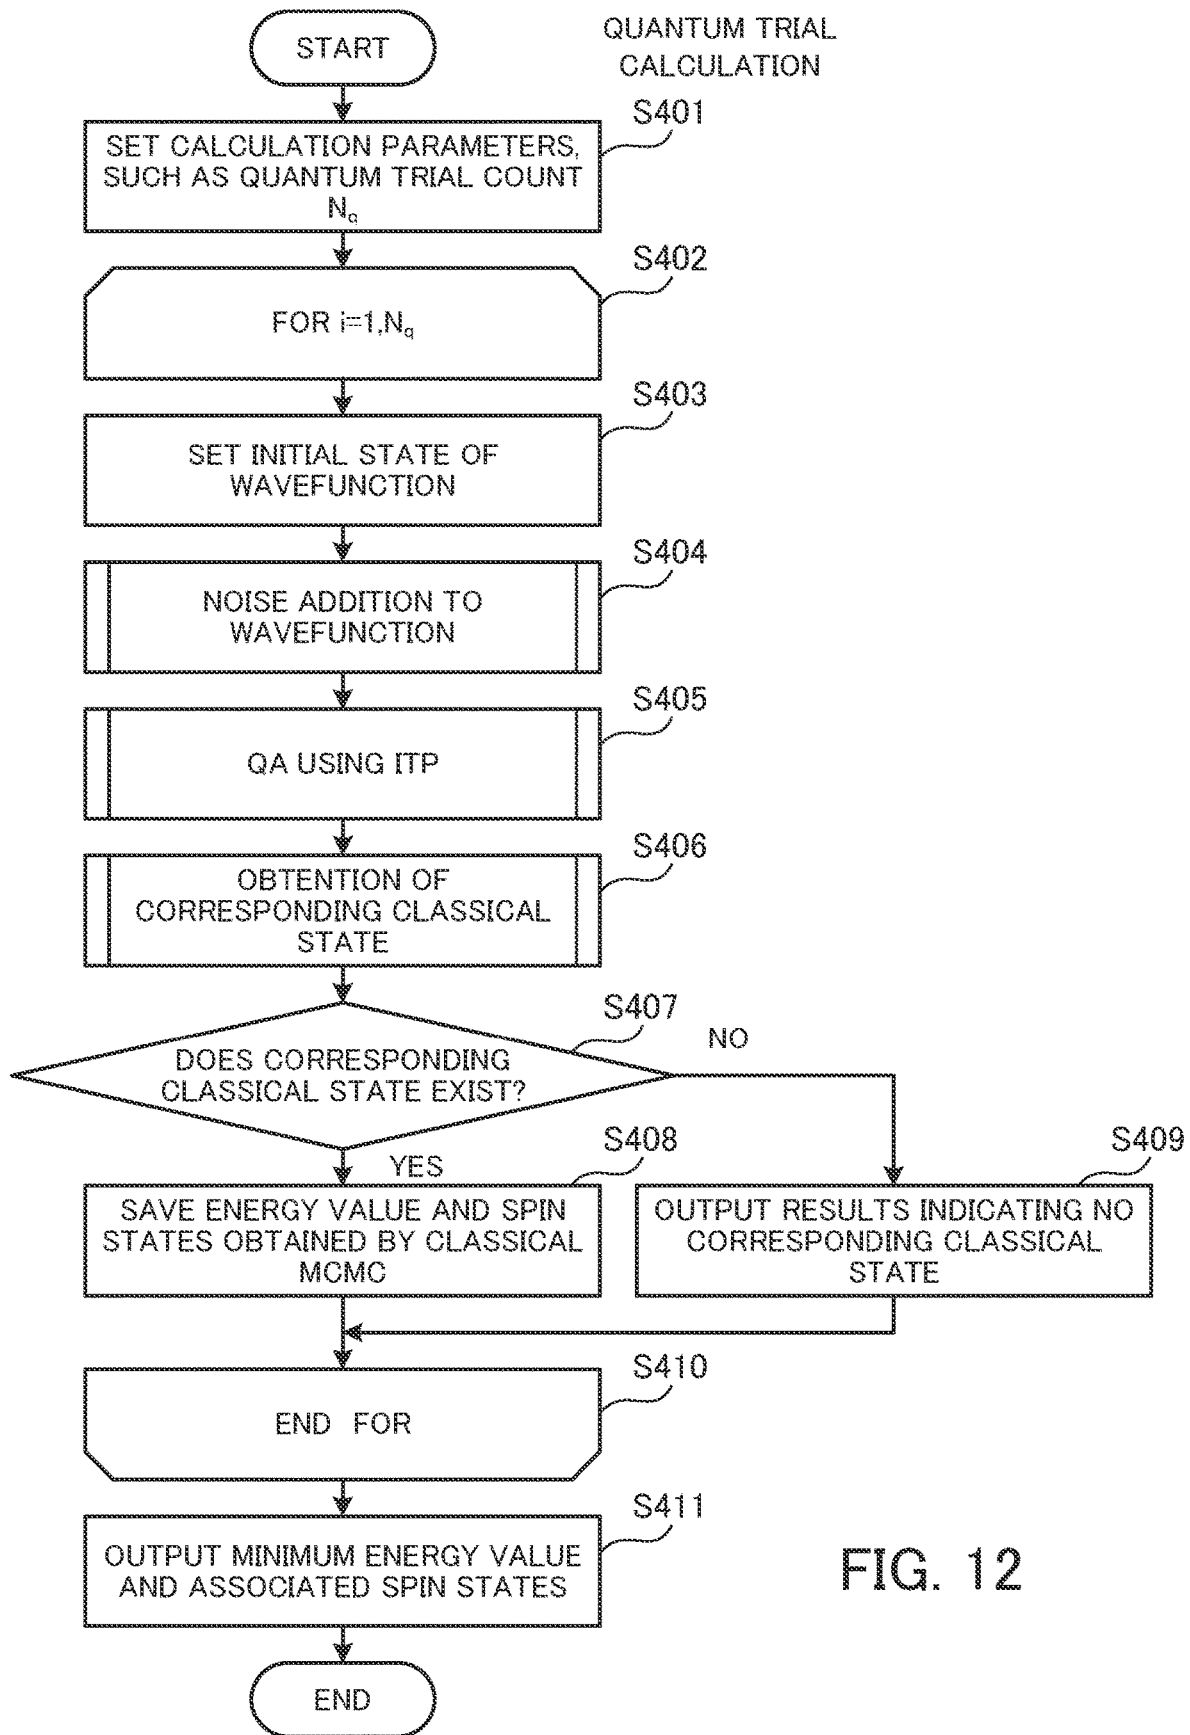 START
QUANTUM TRIAL
CALCULATION
S401
SET CALCULATION PARAMETERS,
SUCH AS QUANTUM TRIAL COUNT
Nq
S402
FOR i=1,Nq
S403
SET INITIAL STATE OF
WAVEFUNCTION
S404
NOISE ADDITION TO
WAVEFUNCTION
S405
QA USING ITP
S406
OBTENTION OF
CORRESPONDING CLASSICAL
STATE
S407
NO
DOES CORRESPONDING
CLASSICAL STATE EXIST?
YES
S408
SAVE ENERGY VALUE AND SPIN
STATES OBTAINED BY CLASSICAL
MCMC
S409
OUTPUT RESULTS INDICATING NO
CORRESPONDING CLASSICAL
STATE
S410
END FOR
S411
OUTPUT MINIMUM ENERGY VALUE
AND ASSOCIATED SPIN STATES
FIG. 12
END